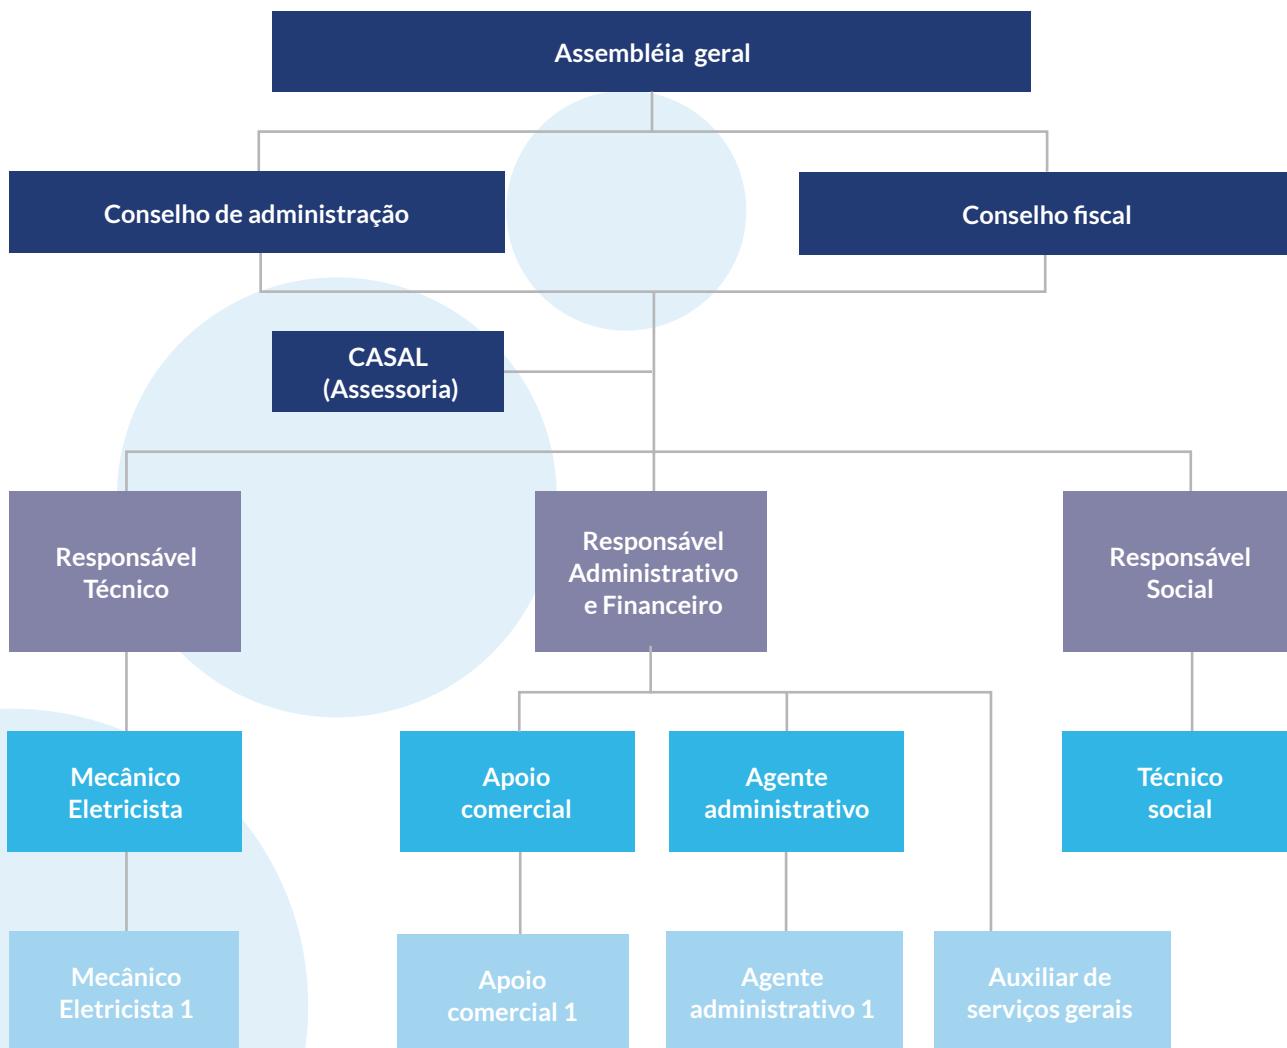 Assembléia geral
Conselho de administração
Conselho fiscal
CASAL
(Assessoria)
Responsável
Técnico
Responsável
Administrativo
e Financeiro
Responsável
Social
Mecânico
Eletricista
Apoio
comercial
Agente
administrativo
Técnico
social
Mecânico
Eletricista 1
Apoio
comercial 1
Agente
administrativo 1
Auxiliar de
serviços gerais